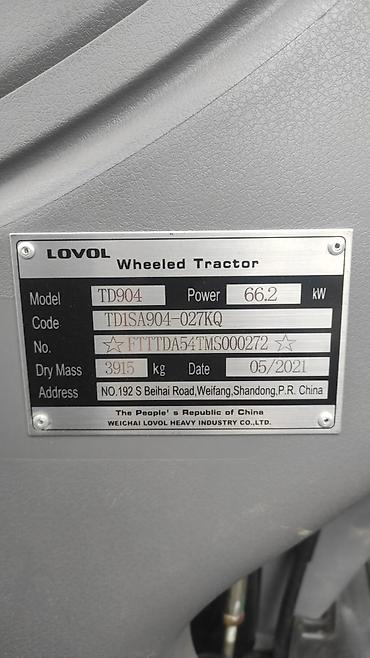 LOVOL
Wheeled Tractor
Model TD904 Power 66.2 kW
Code TD1SA904-027KQ
No. ☆FTTTDA54TMS000272☆
Dry Mass 3915 kg Date 05/2021
Address NO.192 S Beihai Road,Weifang,Shandong,P.R. China
The People's Republic of China
WEICHAI LOVOL HEAVY INDUSTRY CO.,LTD.